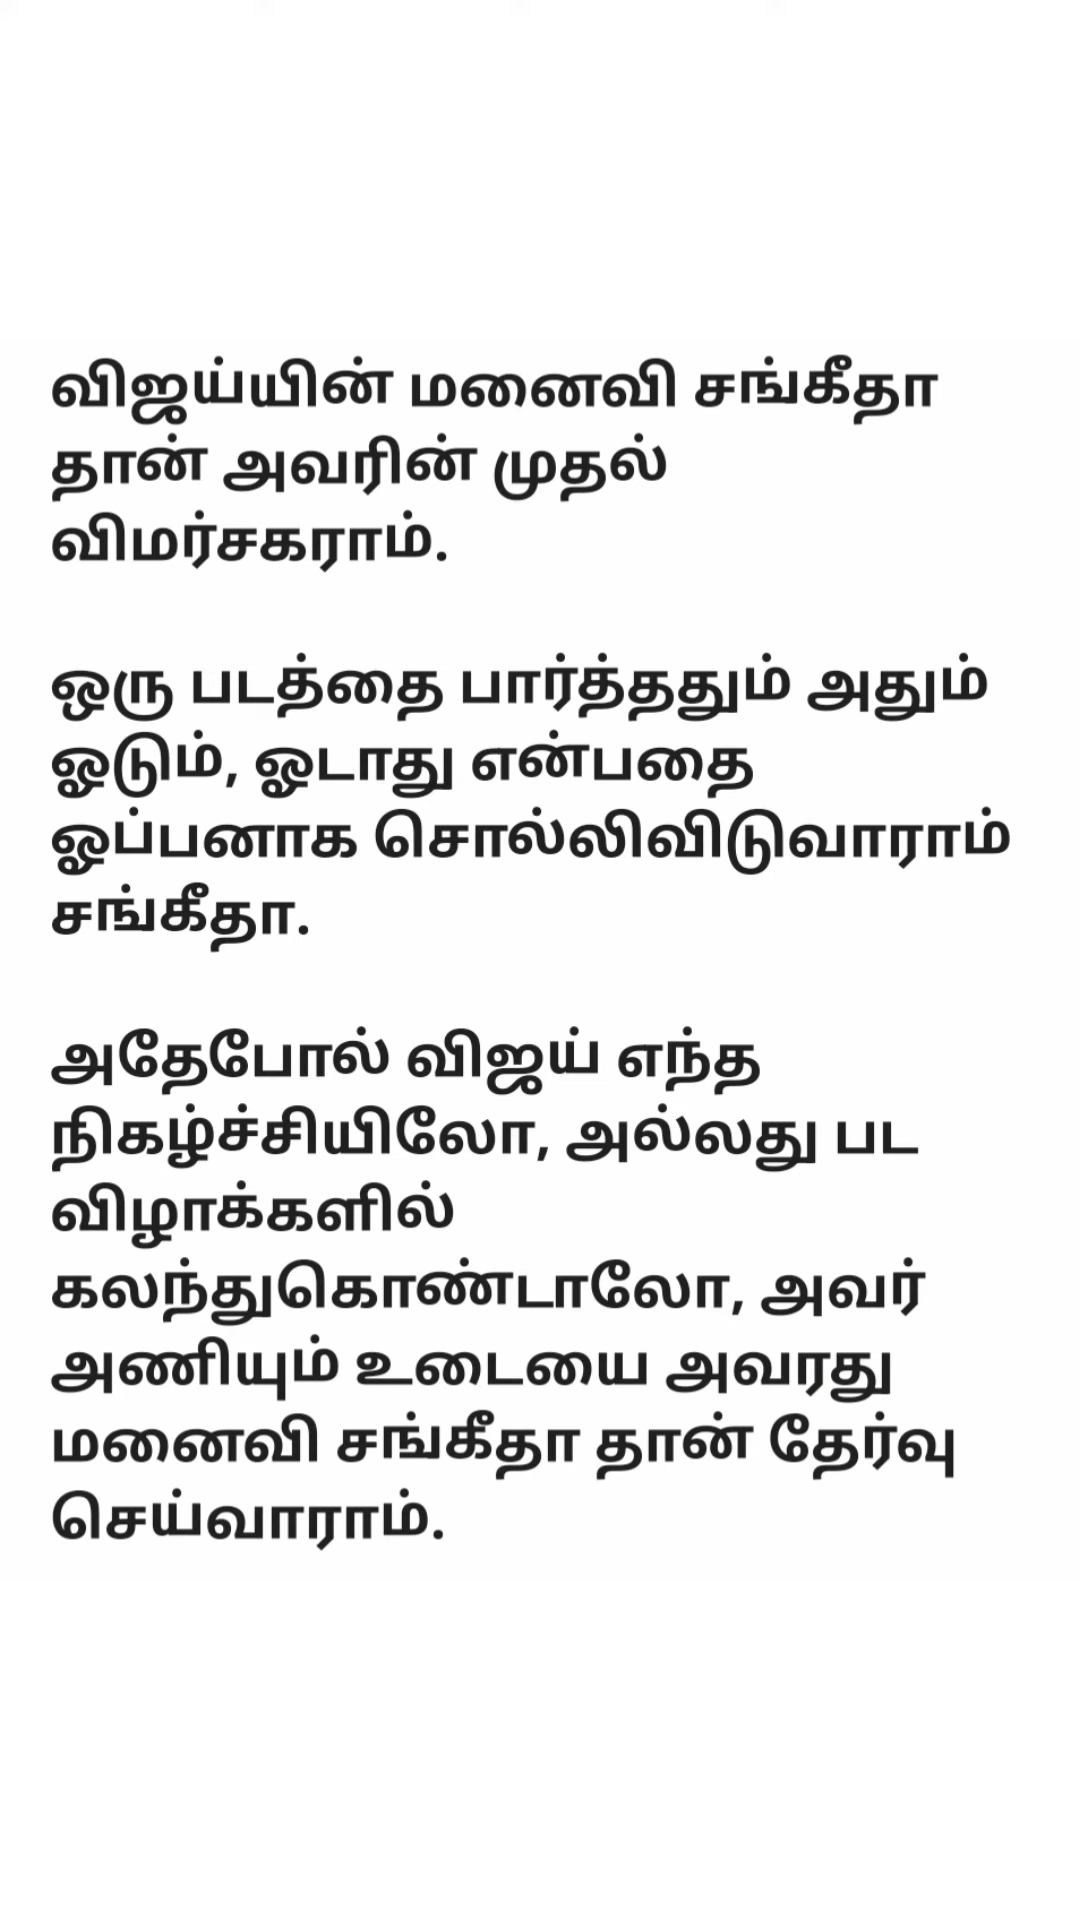 விஜய்யின் மனைவி சங்கீதா
தான் அவரின் முதல்
விமர்சகராம்.
ஒரு படத்தை பார்த்ததும் அதும்
ஓடும், ஓடாது என்பதை
ஓப்பனாக சொல்லிவிடுவாராம்
சங்கீதா.
அதேபோல் விஜய் எந்த
நிகழ்ச்சியிலோ, அல்லது பட
விழாக்களில்
கலந்துகொண்டாலோ, அவர்
அணியும் உடையை அவரது
மனைவி சங்கீதா தான் தேர்வு
செய்வாராம்.